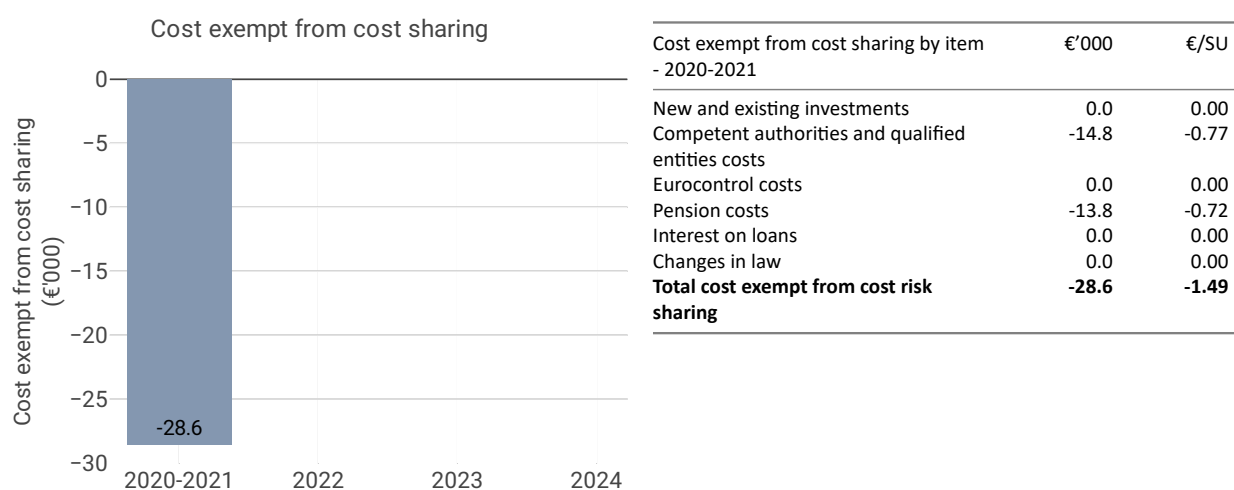 Cost exempt from cost sharing
Cost exempt from cost sharing
(€'000)
0
−5
−10
−15
−20
−25
−30
-28.6
2020-2021
2022
2023
2024
Cost exempt from cost sharing by item €’000 €/SU
- 2020-2021
New and existing investments 0.0 0.00
Competent authorities and qualified -14.8 -0.77
entities costs
Eurocontrol costs 0.0 0.00
Pension costs -13.8 -0.72
Interest on loans 0.0 0.00
Changes in law 0.0 0.00
Total cost exempt from cost risk -28.6 -1.49
sharing